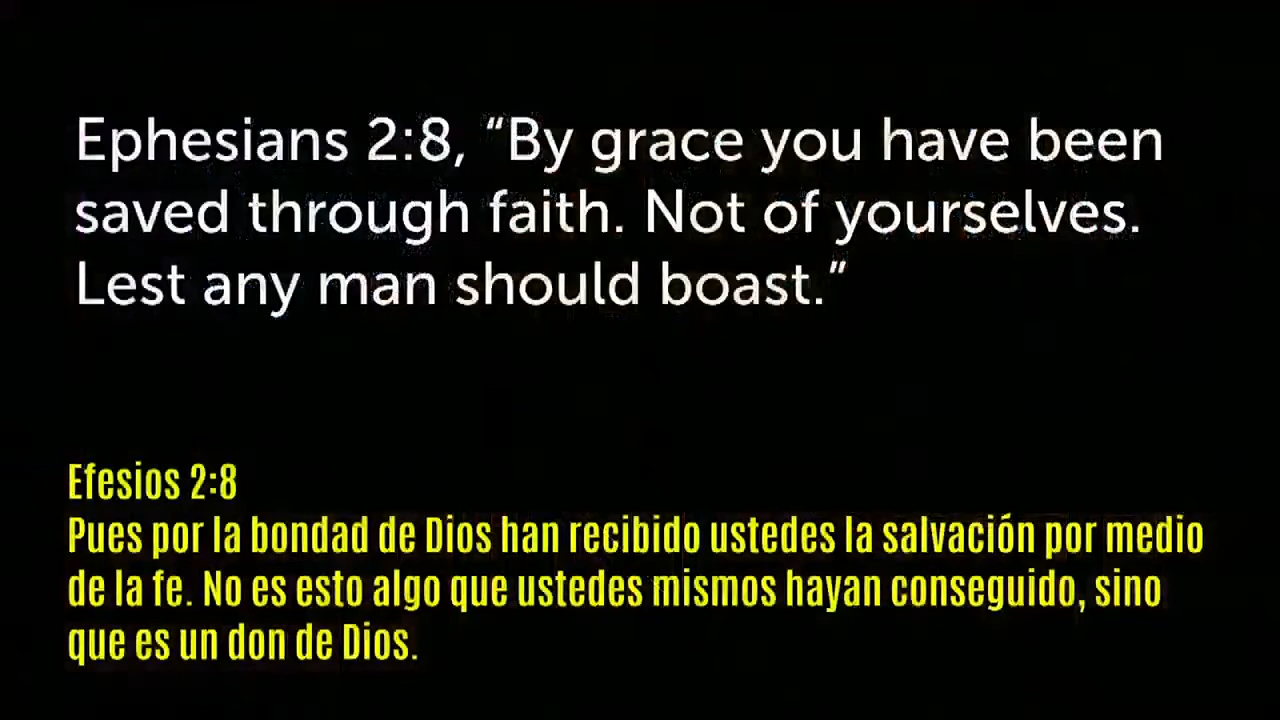 Ephesians 2:8, “By grace you have been
saved through faith. Not of yourselves.
Lest any man should boast.”
Efesios 2:8
Pues por la bondad de Dios han recibido ustedes la salvación por medio
de la fe. No es esto algo que ustedes mismos hayan conseguido, sino
que es un don de Dios.